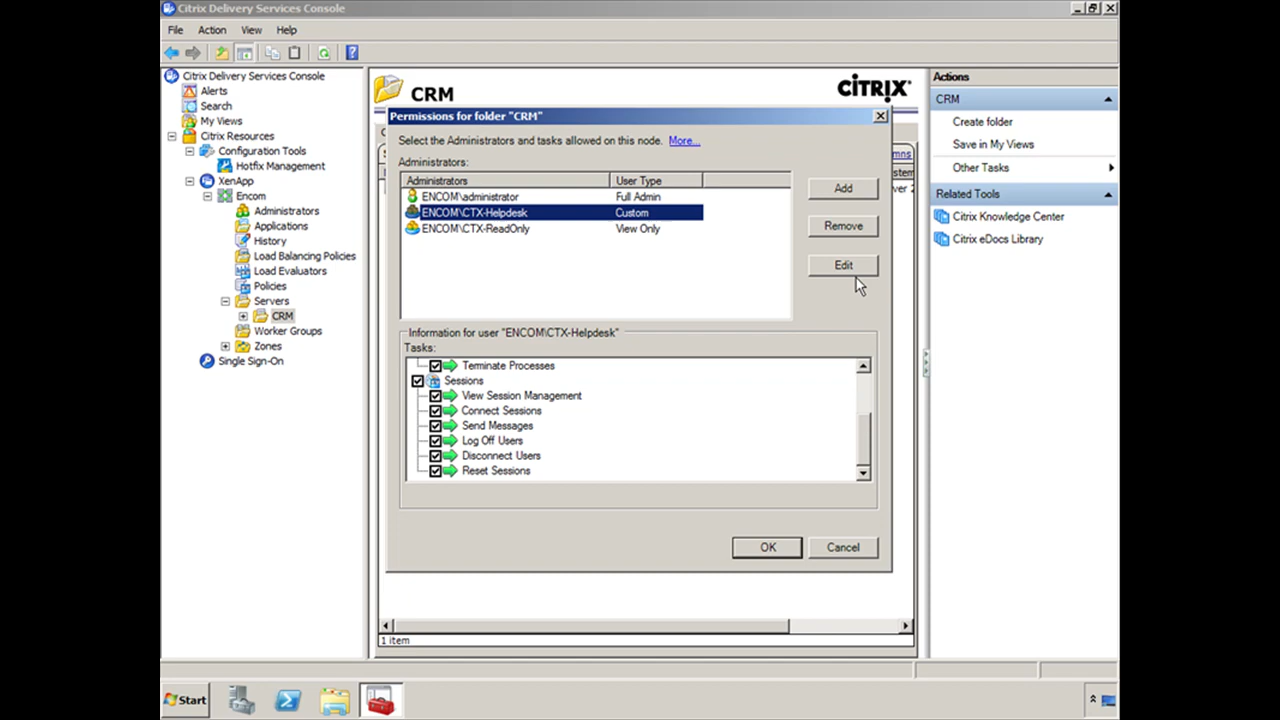 Citrix Delivery Services Console
File Action View Help
Citrix Delivery Services Console
Alerts
Search
My Views
Citrix Resources
Configuration Tools
Hotfix Management
XenApp
Encom
Administrators
Applications
History
Load Balancing Policies
Load Evaluators
Policies
Servers
CRM
Worker Groups
Zones
Single Sign-On
CRM
CITRIX
Permissions for folder "CRM"
Select the Administrators and tasks allowed on this node. More...
Administrators:
Administrators User Type
ENCOM\administrator Full Admin
ENCOM\CTX-Helpdesk Custom
ENCOM\CTX-ReadOnly View Only
Add
Remove
Edit
Information for user "ENCOM\CTX-Helpdesk"
Tasks:
Terminate Processes
Sessions
View Session Management
Connect Sessions
Send Messages
Log Off Users
Disconnect Users
Reset Sessions
OK Cancel
1 item
Actions
CRM
Create folder
Save in My Views
Other Tasks
Related Tools
Citrix Knowledge Center
Citrix eDocs Library
Start